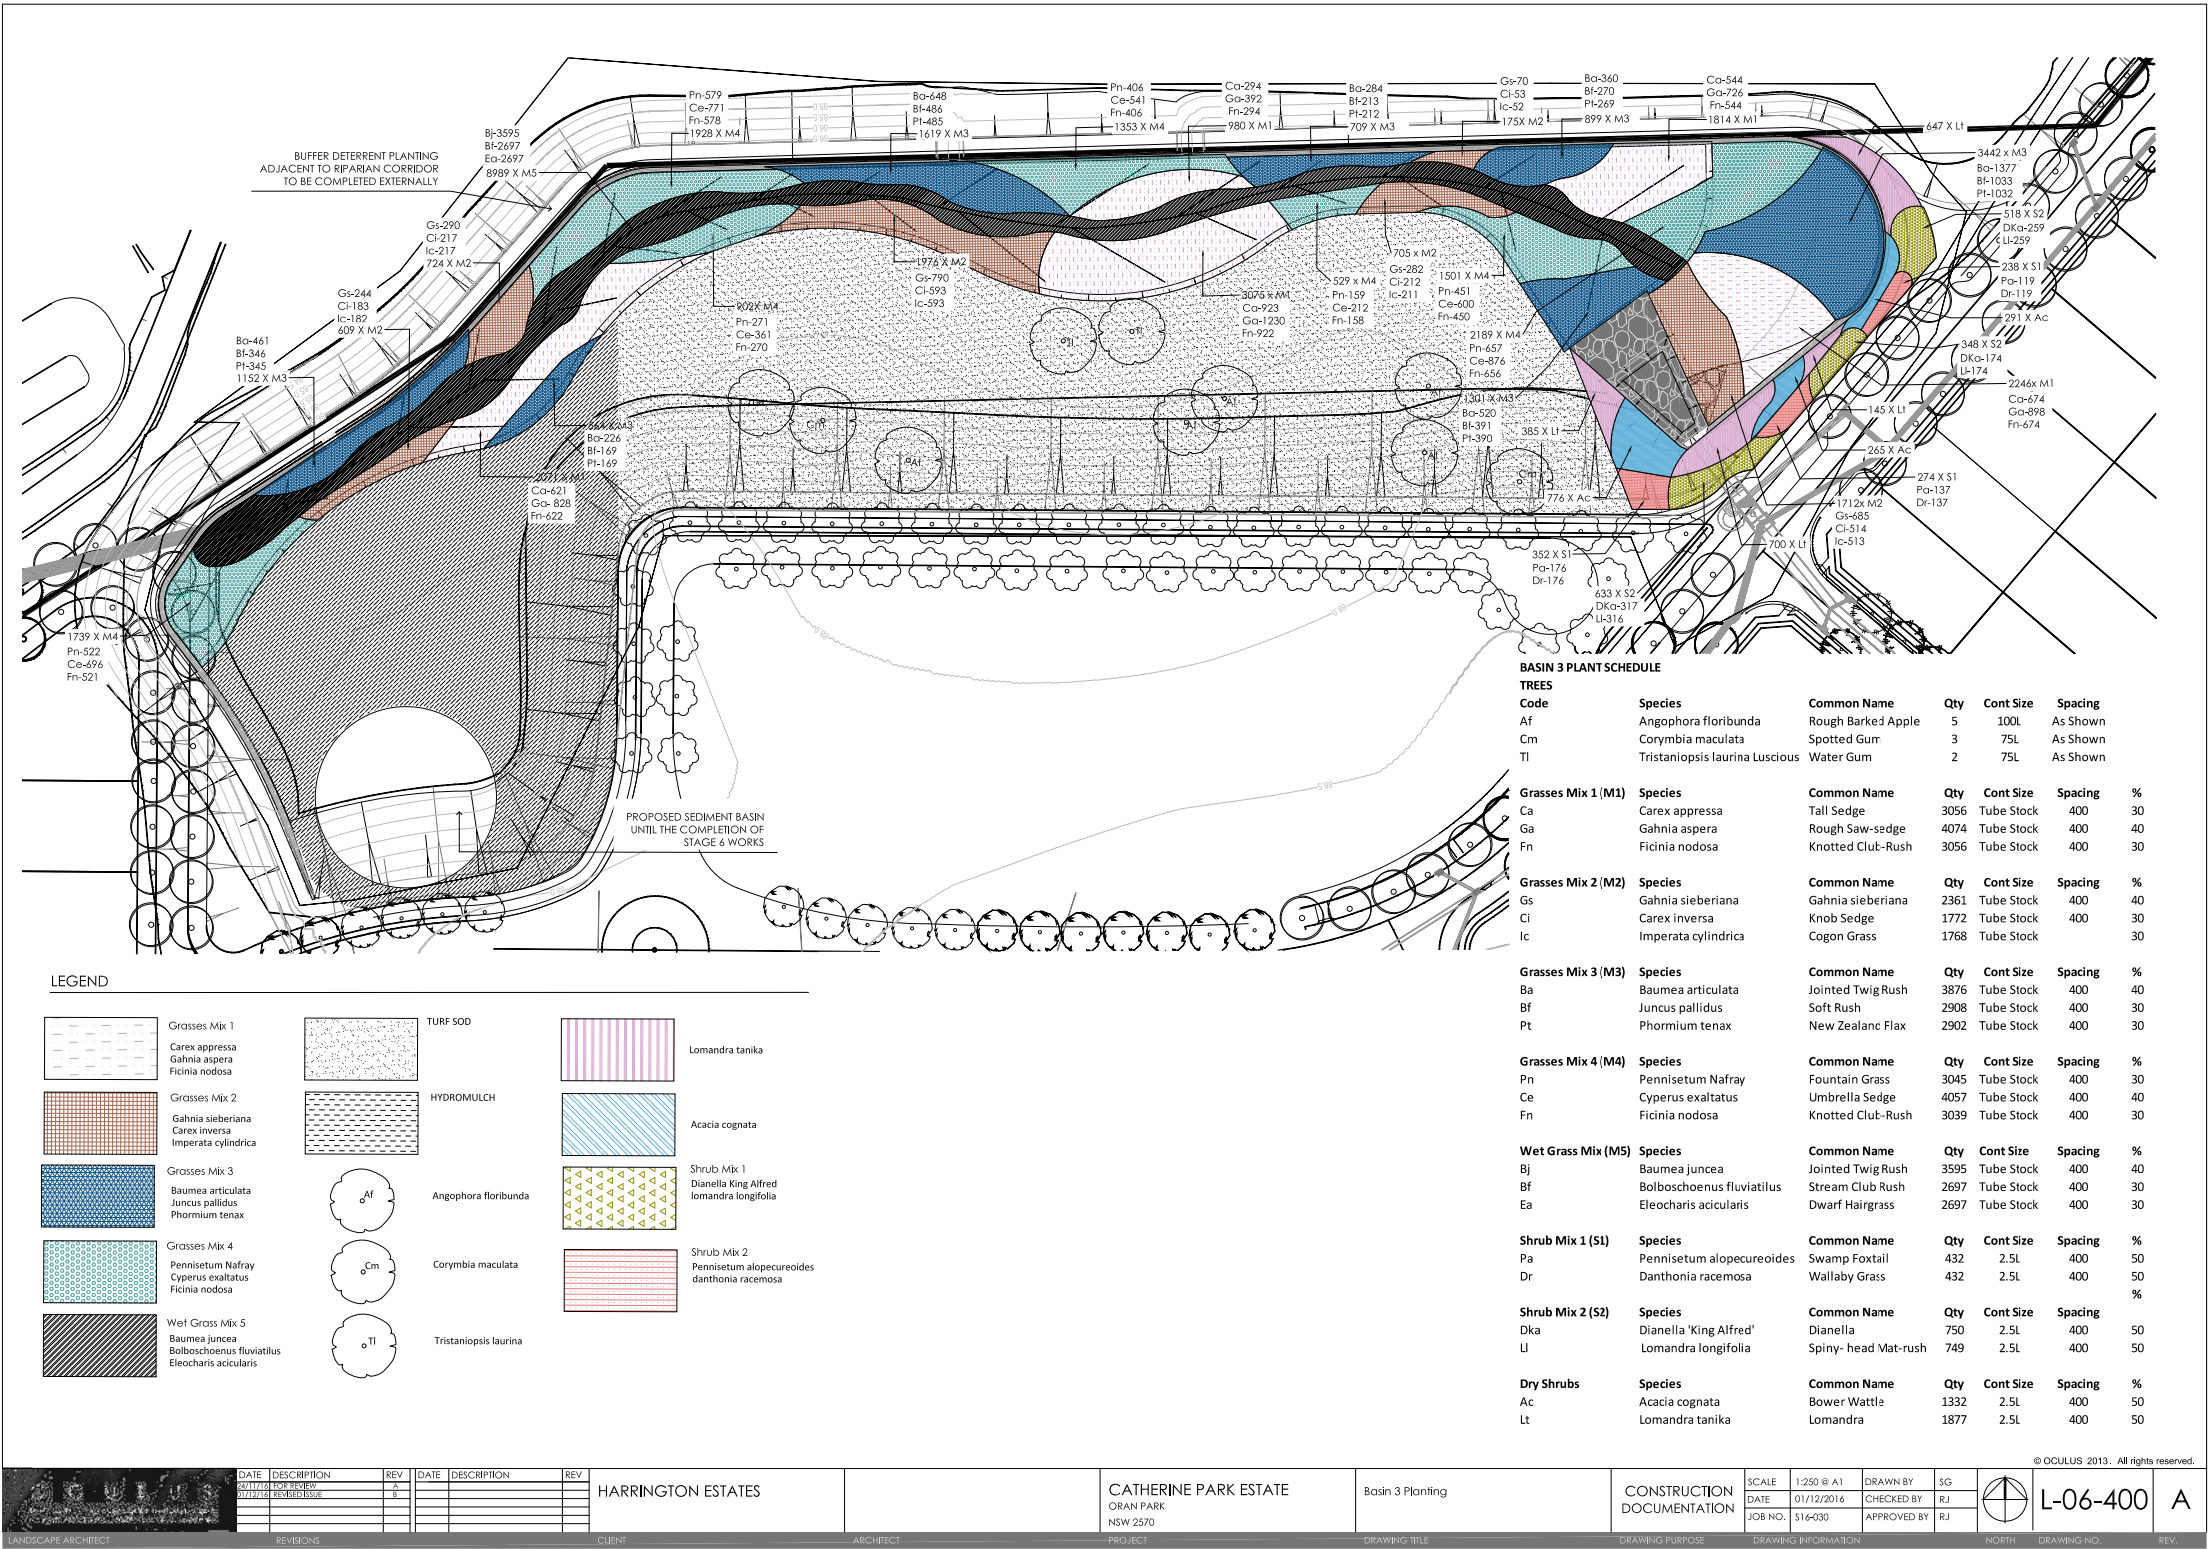 Pn-579
Ce-771
Fn-578
1928 X M4
Ba-648
Bf-486
Pt-485
1619 X M3
Pn-406
Ce-541
Fn-406
1353 X M4
Ca-294
Ga-392
Fn-294
980 X M1
Ba-284
Bf-213
Pt-212
709 X M3
Gs-70
Ci-53
Ic-52
175X M2
Ba-360
Bf-270
Pt-269
899 X M3
Ca-544
Ga-726
Fn-544
1814 X M1
647 X Lt
Bj-3595
Bf-2697
Ea-2697
8989 X M5
BUFFER DETERRENT PLANTING
ADJACENT TO RIPARIAN CORRIDOR
TO BE COMPLETED EXTERNALLY
3442 x M3
Ba-1377
Bf-1033
Pt-1032
518 X S2
DKa-259
Ll-259
238 X S1
Pa-119
Dr-119
291 X Ac
348 X S2
DKa-174
Ll-174
2246x M1
Ca-674
Ga-898
Fn-674
145 X Lt
265 X Ac
274 X S1
Pa-137
Dr-137
1712x M2
Gs-685
Ci-514
Ic-513
700 X Lt
Gs-290
Ci-217
Ic-217
724 X M2
Gs-244
Ci-183
Ic-182
609 X M2
Ba-461
Bf-346
Pt-345
1152 X M3
902X M4
Pn-271
Ce-361
Fn-270
1976 X M2
Gs-790
Ci-593
Ic-593
3075 x M1
Ca-923
Ga-1230
Fn-922
529 x M4
Pn-159
Ce-212
Fn-158
705 x M2
Gs-282
Ci-212
Ic-211
1501 X M4
Pn-451
Ce-600
Fn-450
2189 X M4
Pn-657
Ce-876
Fn-656
1301 X M3
Ba-520
Bf-391
Pt-390
385 X Lt
776 X Ac
352 X S1
Pa-176
Dr-176
633 X S2
DKa-317
Ll-316
564 X M3
Ba-226
Bf-169
Pt-169
2071 X M1
Ca-621
Ga- 828
Fn-622
1739 X M4
Pn-522
Ce-696
Fn-521
Tl
Tl
Cm
Af
Af
Af
Af
Cm
PROPOSED SEDIMENT BASIN
UNTIL THE COMPLETION OF
STAGE 6 WORKS
BASIN 3 PLANT SCHEDULE
TREES
Code Species Common Name Qty Cont Size Spacing
Af Angophora floribunda Rough Barked Apple 5 100L As Shown
Cm Corymbia maculata Spotted Gum 3 75L As Shown
Tl Tristaniopsis laurina Luscious Water Gum 2 75L As Shown
Grasses Mix 1 (M1) Species Common Name Qty Cont Size Spacing %
Ca Carex appressa Tall Sedge 3056 Tube Stock 400 30
Ga Gahnia aspera Rough Saw-sedge 4074 Tube Stock 400 40
Fn Ficinia nodosa Knotted Club-Rush 3056 Tube Stock 400 30
Grasses Mix 2 (M2) Species Common Name Qty Cont Size Spacing %
Gs Gahnia sieberiana Gahnia sieberiana 2361 Tube Stock 400 40
Ci Carex inversa Knob Sedge 1772 Tube Stock 400 30
Ic Imperata cylindrica Cogon Grass 1768 Tube Stock 30
Grasses Mix 3 (M3) Species Common Name Qty Cont Size Spacing %
Ba Baumea articulata Jointed Twig Rush 3876 Tube Stock 400 40
Bf Juncus pallidus Soft Rush 2908 Tube Stock 400 30
Pt Phormium tenax New Zealand Flax 2902 Tube Stock 400 30
Grasses Mix 4 (M4) Species Common Name Qty Cont Size Spacing %
Pn Pennisetum Nafray Fountain Grass 3045 Tube Stock 400 30
Ce Cyperus exaltatus Umbrella Sedge 4057 Tube Stock 400 40
Fn Ficinia nodosa Knotted Club-Rush 3039 Tube Stock 400 30
Wet Grass Mix (M5) Species Common Name Qty Cont Size Spacing %
Bj Baumea juncea Jointed Twig Rush 3595 Tube Stock 400 40
Bf Bolboschoenus fluviatilus Stream Club Rush 2697 Tube Stock 400 30
Ea Eleocharis acicularis Dwarf Hairgrass 2697 Tube Stock 400 30
Shrub Mix 1 (S1) Species Common Name Qty Cont Size Spacing %
Pa Pennisetum alopecureoides Swamp Foxtail 432 2.5L 400 50
Dr Danthonia racemosa Wallaby Grass 432 2.5L 400 50
%
Shrub Mix 2 (S2) Species Common Name Qty Cont Size Spacing
Dka Dianella 'King Alfred' Dianella 750 2.5L 400 50
Ll Lomandra longifolia Spiny- head Mat-rush 749 2.5L 400 50
Dry Shrubs Species Common Name Qty Cont Size Spacing %
Ac Acacia cognata Bower Wattle 1332 2.5L 400 50
Lt Lomandra tanika Lomandra 1877 2.5L 400 50
LEGEND
Grasses Mix 1
Carex appressa
Gahnia aspera
Ficinia nodosa
Grasses Mix 2
Gahnia sieberiana
Carex inversa
Imperata cylindrica
Grasses Mix 3
Baumea articulata
Juncus pallidus
Phormium tenax
Grasses Mix 4
Pennisetum Nafray
Cyperus exaltatus
Ficinia nodosa
Wet Grass Mix 5
Baumea juncea
Bolboschoenus fluviatilus
Eleocharis acicularis
TURF SOD
HYDROMULCH
Af
Angophora floribunda
Cm
Corymbia maculata
Tl
Tristaniopsis laurina
Lomandra tanika
Acacia cognata
Shrub Mix 1
Dianella King Alfred
lomandra longifolia
Shrub Mix 2
Pennisetum alopecureoides
danthonia racemosa
© OCULUS 2013. All rights reserved.
DATE DESCRIPTION REV DATE DESCRIPTION REV
24/11/16 FOR REVIEW A
01/12/16 REVISED ISSUE B
HARRINGTON ESTATES
CATHERINE PARK ESTATE
ORAN PARK
NSW 2570
Basin 3 Planting
CONSTRUCTION
DOCUMENTATION
SCALE 1:250 @ A1 DRAWN BY SG
DATE 01/12/2016 CHECKED BY RJ
JOB NO. S16-030 APPROVED BY RJ
L-06-400 A
LANDSCAPE ARCHITECT REVISIONS CLIENT ARCHITECT PROJECT DRAWING TITLE DRAWING PURPOSE DRAWING INFORMATION NORTH DRAWING NO. REV.